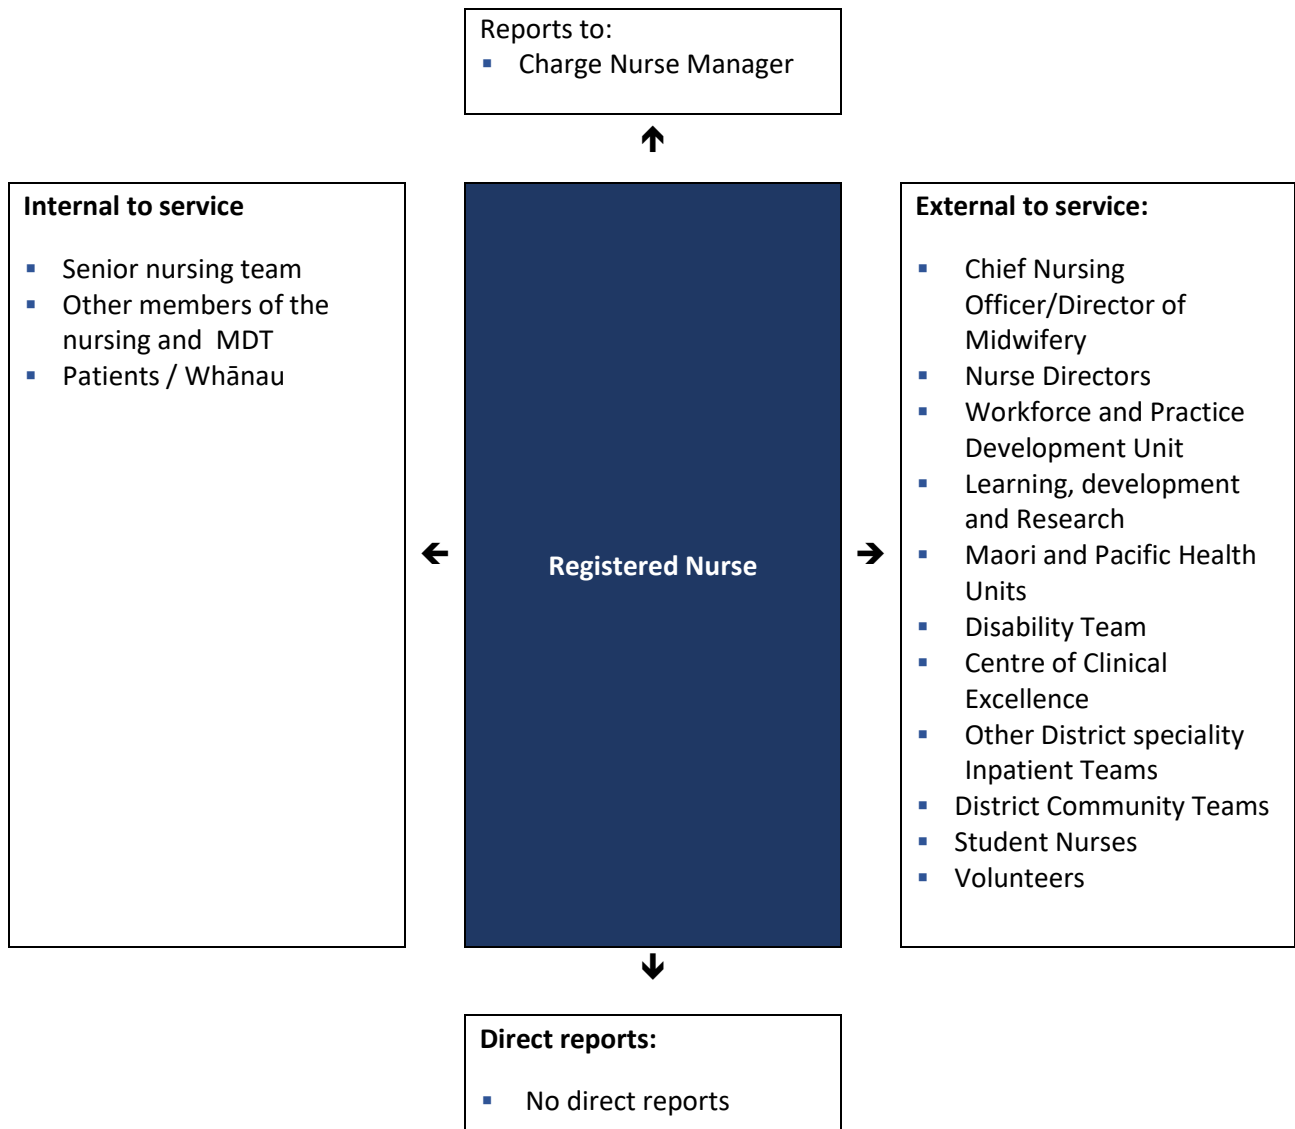 Reports to:
▪ Charge Nurse Manager
Internal to service
▪ Senior nursing team
▪ Other members of the
nursing and  MDT
▪ Patients / Whānau
Registered Nurse
External to service:
▪ Chief Nursing
Officer/Director of
Midwifery
▪ Nurse Directors
▪ Workforce and Practice
Development Unit
▪ Learning, development
and Research
▪ Maori and Pacific Health
Units
▪ Disability Team
▪ Centre of Clinical
Excellence
▪ Other District speciality
Inpatient Teams
▪ District Community Teams
▪ Student Nurses
▪ Volunteers
Direct reports:
▪ No direct reports